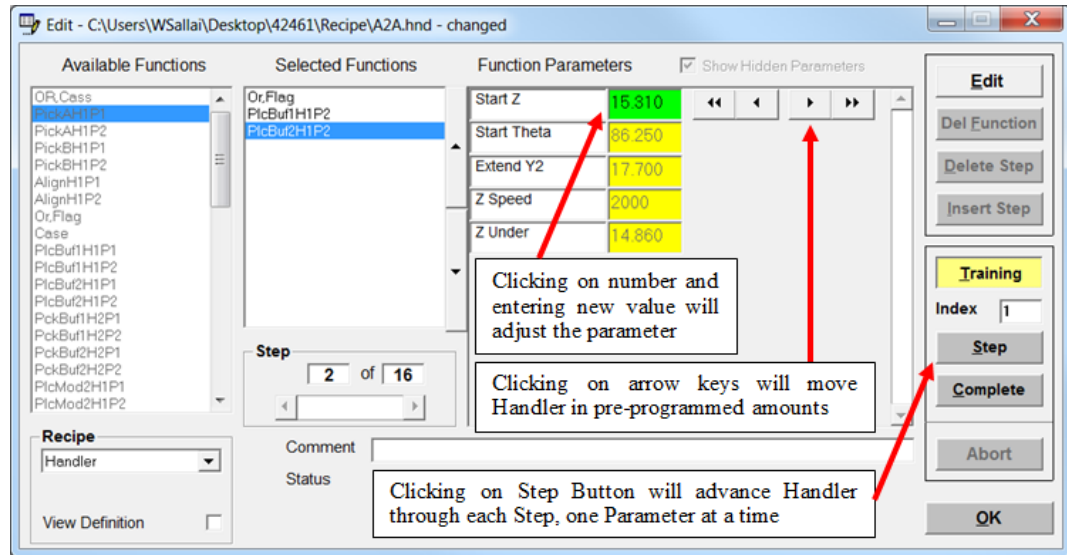 Edit - C:\Users\WSallai\Desktop\42461\Recipe\A2A.hnd - changed
Available Functions
OR,Cass
PickAH1P1
PickAH1P2
PickBH1P1
PickBH1P2
AlignH1P1
AlignH1P2
Or,Flag
Case
PlcBuf1H1P1
PlcBuf1H1P2
PlcBuf2H1P1
PlcBuf2H1P2
PckBuf1H2P1
PckBuf1H2P2
PckBuf2H2P1
PckBuf2H2P2
PlcMod2H1P1
PlcMod2H1P2
Selected Functions
Or,Flag
PlcBuf1H1P2
PlcBuf2H1P2
Function Parameters
Show Hidden Parameters
Start Z 15.310
Start Theta 86.250
Extend Y2 17.700
Z Speed 2000
Z Under 14.860
Clicking on number and
entering new value will
adjust the parameter
Clicking on arrow keys will move
Handler in pre-programmed amounts
Step
2 of 16
Recipe
Handler
View Definition
Comment
Status
Clicking on Step Button will advance Handler
through each Step, one Parameter at a time
Edit
Del Function
Delete Step
Insert Step
Training
Index 1
Step
Complete
Abort
OK